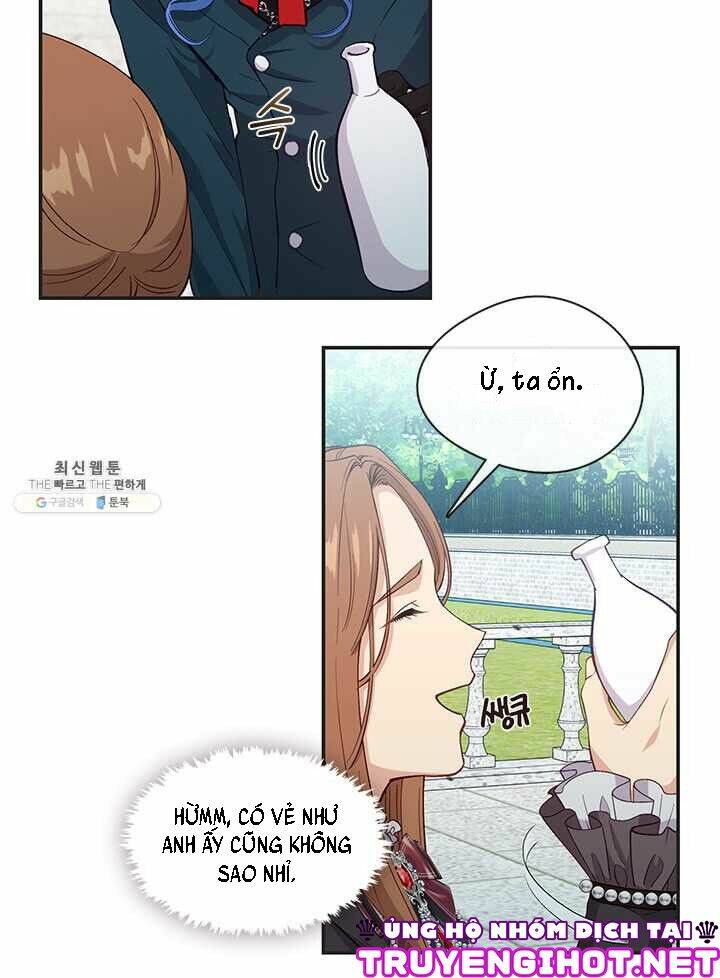 슥
Ừ, ta ổn.
최신웹툰
THE 빠르고 THE 편하게
구글검색 툰북
쌩큐
HỪMM, CÓ VẺ NHƯ
ANH ẤY CŨNG KHÔNG
SAO NHỈ.
ỦNG HỘ NHÓM DỊCH TẠI
TRUYENGIHOT.NET